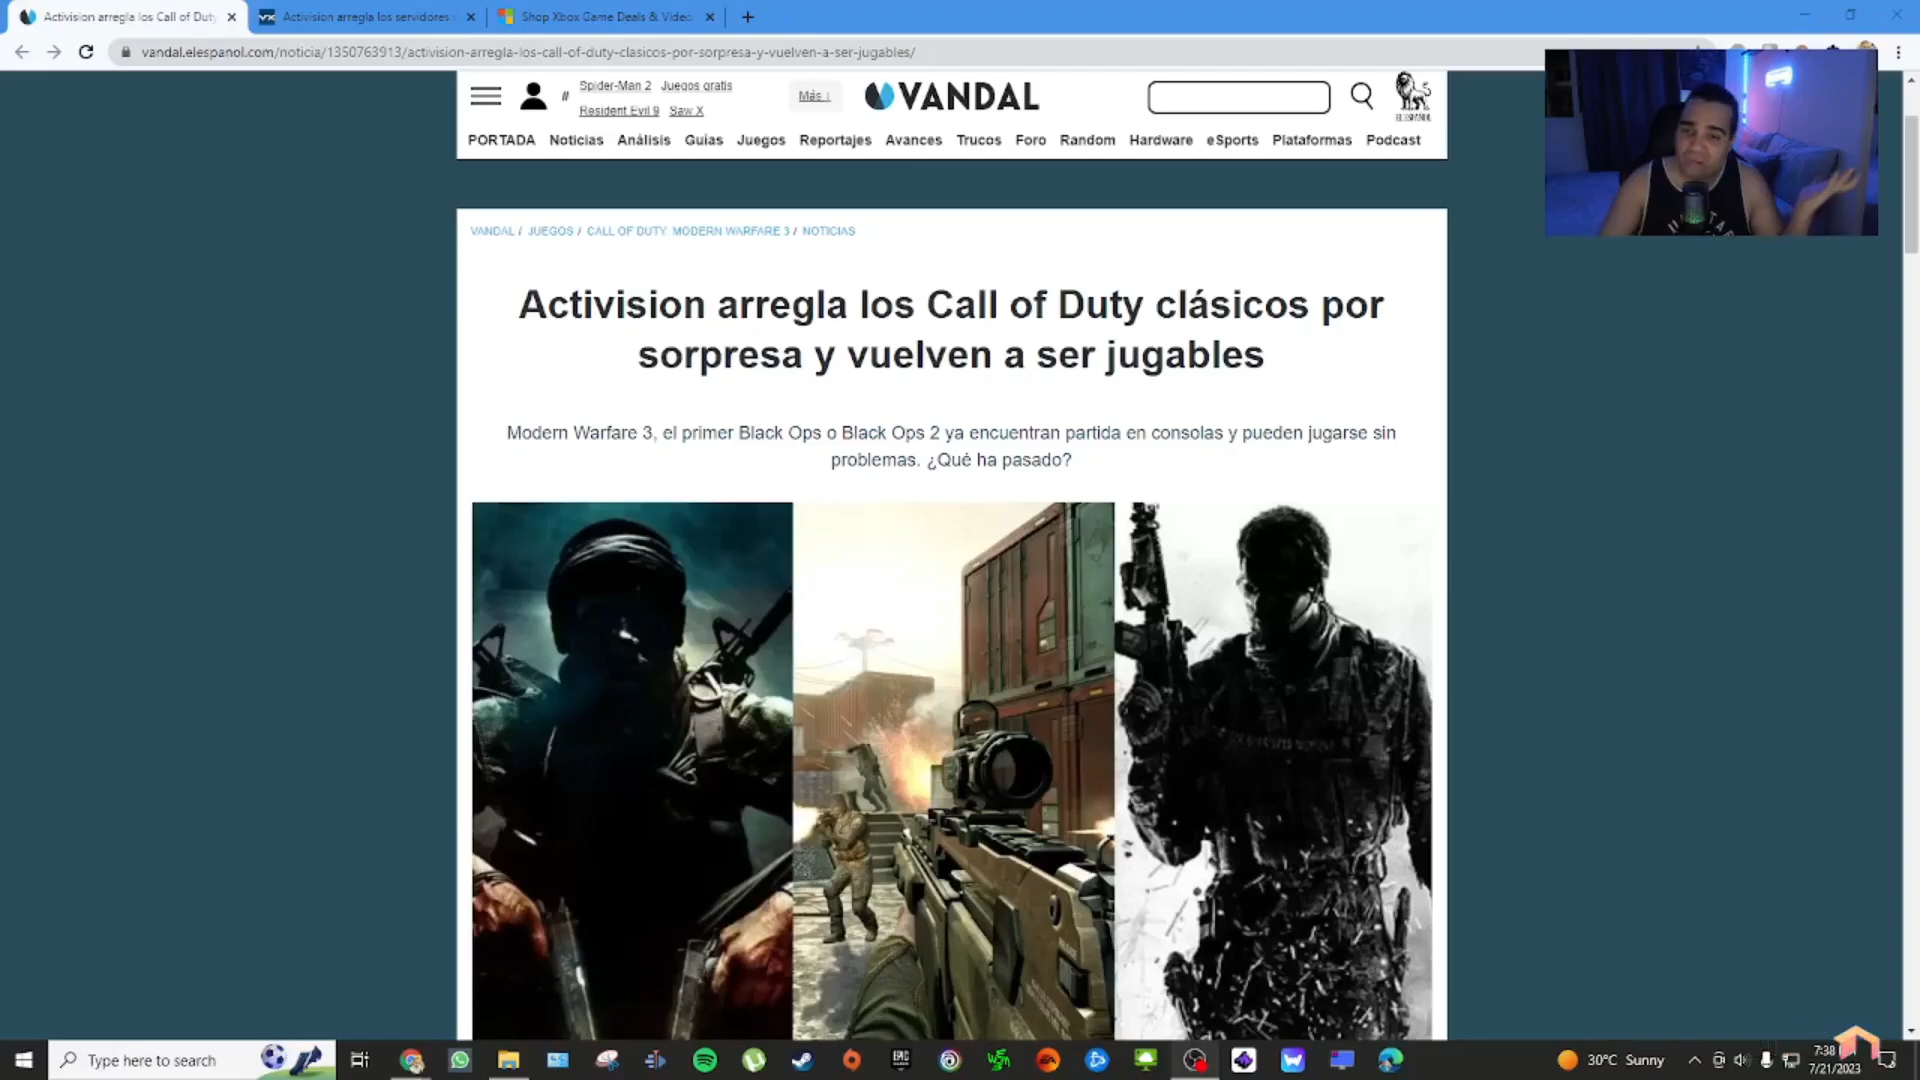 Activision arregla los Call of Duty
Activision arregla los servidores
Shop Xbox Game Deals & Video
vandal.elespanol.com/noticia/1350763913/activision-arregla-los-call-of-duty-clasicos-por-sorpresa-y-vuelven-a-ser-jugables/
# Spider-Man 2 Juegos gratis
Resident Evil 9 Saw X
Más ↓
VANDAL
EL ESPAÑOL
PORTADA Noticias Análisis Guías Juegos Reportajes Avances Trucos Foro Random Hardware eSports Plataformas Podcast
VANDAL / JUEGOS / CALL OF DUTY: MODERN WARFARE 3 / NOTICIAS
Activision arregla los Call of Duty clásicos por
sorpresa y vuelven a ser jugables
Modern Warfare 3, el primer Black Ops o Black Ops 2 ya encuentran partida en consolas y pueden jugarse sin
problemas. ¿Qué ha pasado?
Type here to search
EPIC
30°C Sunny
7:38
7/21/2023